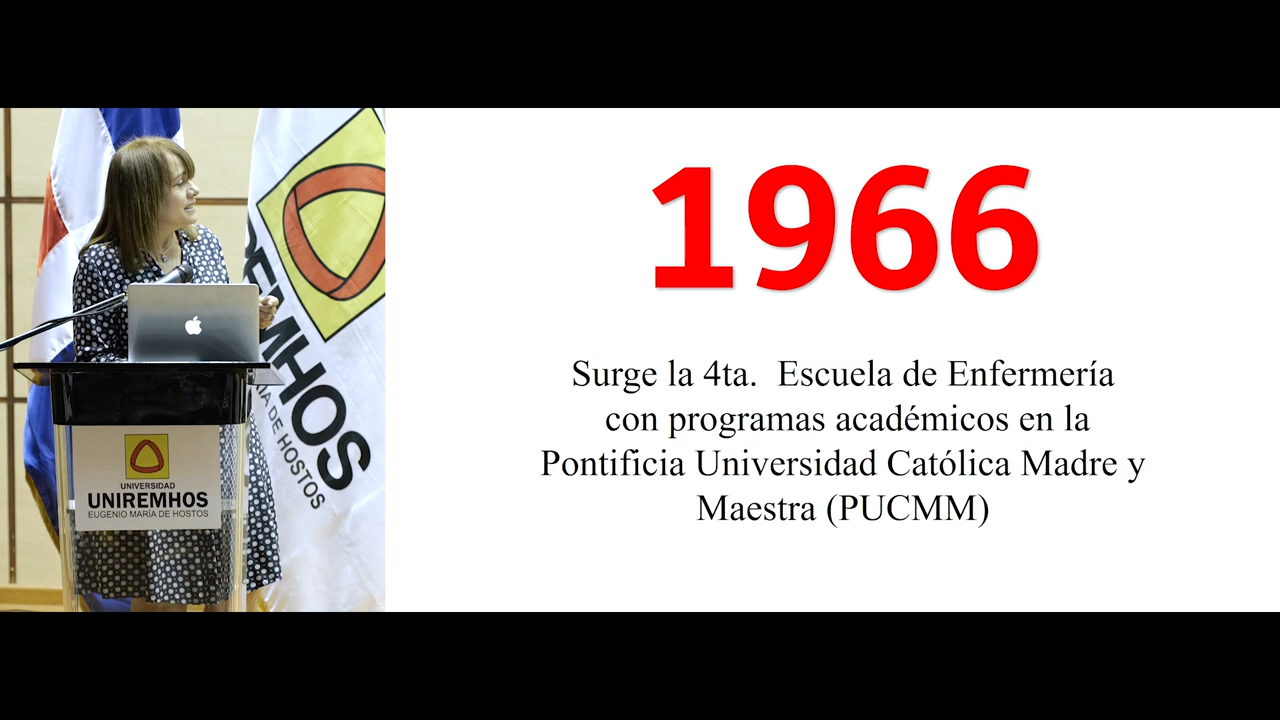 1966
Surge la 4ta.  Escuela de Enfermería
con programas académicos en la
Pontificia Universidad Católica Madre y
Maestra (PUCMM)
UNIVERSIDAD
UNIREMHOS
EUGENIO MARÍA DE HOSTOS
REMHOS
ÍA DE HOSTOS